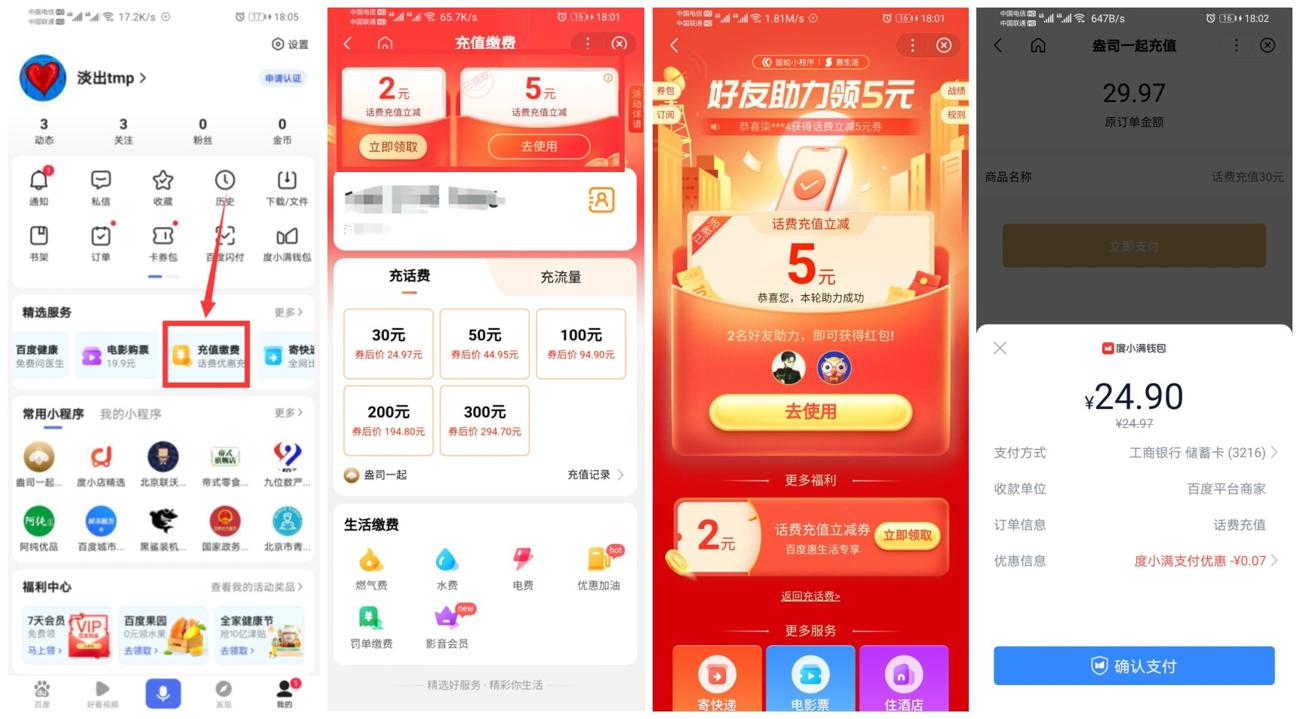 中国电信
中国联通
17.2K/s
17
18:05
设置
淡出tmp
申请认证
3
3
0
0
动态
关注
粉丝
金币
1
通知
私信
收藏
历史
下载/文件
书架
订单
卡券包
百度闪付
度小满钱包
精选服务
更多
百度健康
免费问医生
电影购票
19.9元
充值缴费
话费优惠充
寄快递
全网比
常用小程序
我的小程序
更多
盎司一起...
度小店精选
北京联沃...
帝式零食...
九位数严...
阿纯
阿纯优品
百度城市...
黑鲨装机...
国家政务...
北京市青...
福利中心
查看我的活动奖品
7天会员
免费领
马上领
VIP
百度果园
0元领水果
去领取
全家健康节
抢10亿津贴
去领取
百度
好看视频
发现
我的
1
中国电信
中国联通
65.7K/s
16
18:01
充值缴费
2元
话费充值立减
立即领取
已领取
5元
话费充值立减
去使用
活动详请
充话费
充流量
30元
券后价 24.97元
50元
券后价 44.95元
100元
券后价 94.90元
200元
券后价 194.80元
300元
券后价 294.70元
盎司一起
充值记录
生活缴费
燃气费
水费
电费
优惠加油
hot
罚单缴费
影音会员
new
精选好服务·精彩你生活
中国电信
中国联通
1.81M/s
16
18:01
智能小程序
惠生活
券包
订阅
战绩
规则
好友助力领5元
恭喜柒***4获得话费立减5元券
已激活
话费充值立减
5元
恭喜您，本轮助力成功
2名好友助力，即可获得红包!
去使用
更多福利
2元
话费充值立减券
百度惠生活专享
立即领取
返回充话费>
更多服务
寄快递
电影票
住酒店
中国电信
中国联通
647B/s
16
18:02
盎司一起充值
29.97
原订单金额
商品名称
话费充值30元
立即支付
度小满钱包
¥24.90
¥24.97
支付方式
工商银行 储蓄卡 (3216)
收款单位
百度平台商家
订单信息
话费充值
优惠信息
度小满支付优惠 -¥0.07
确认支付